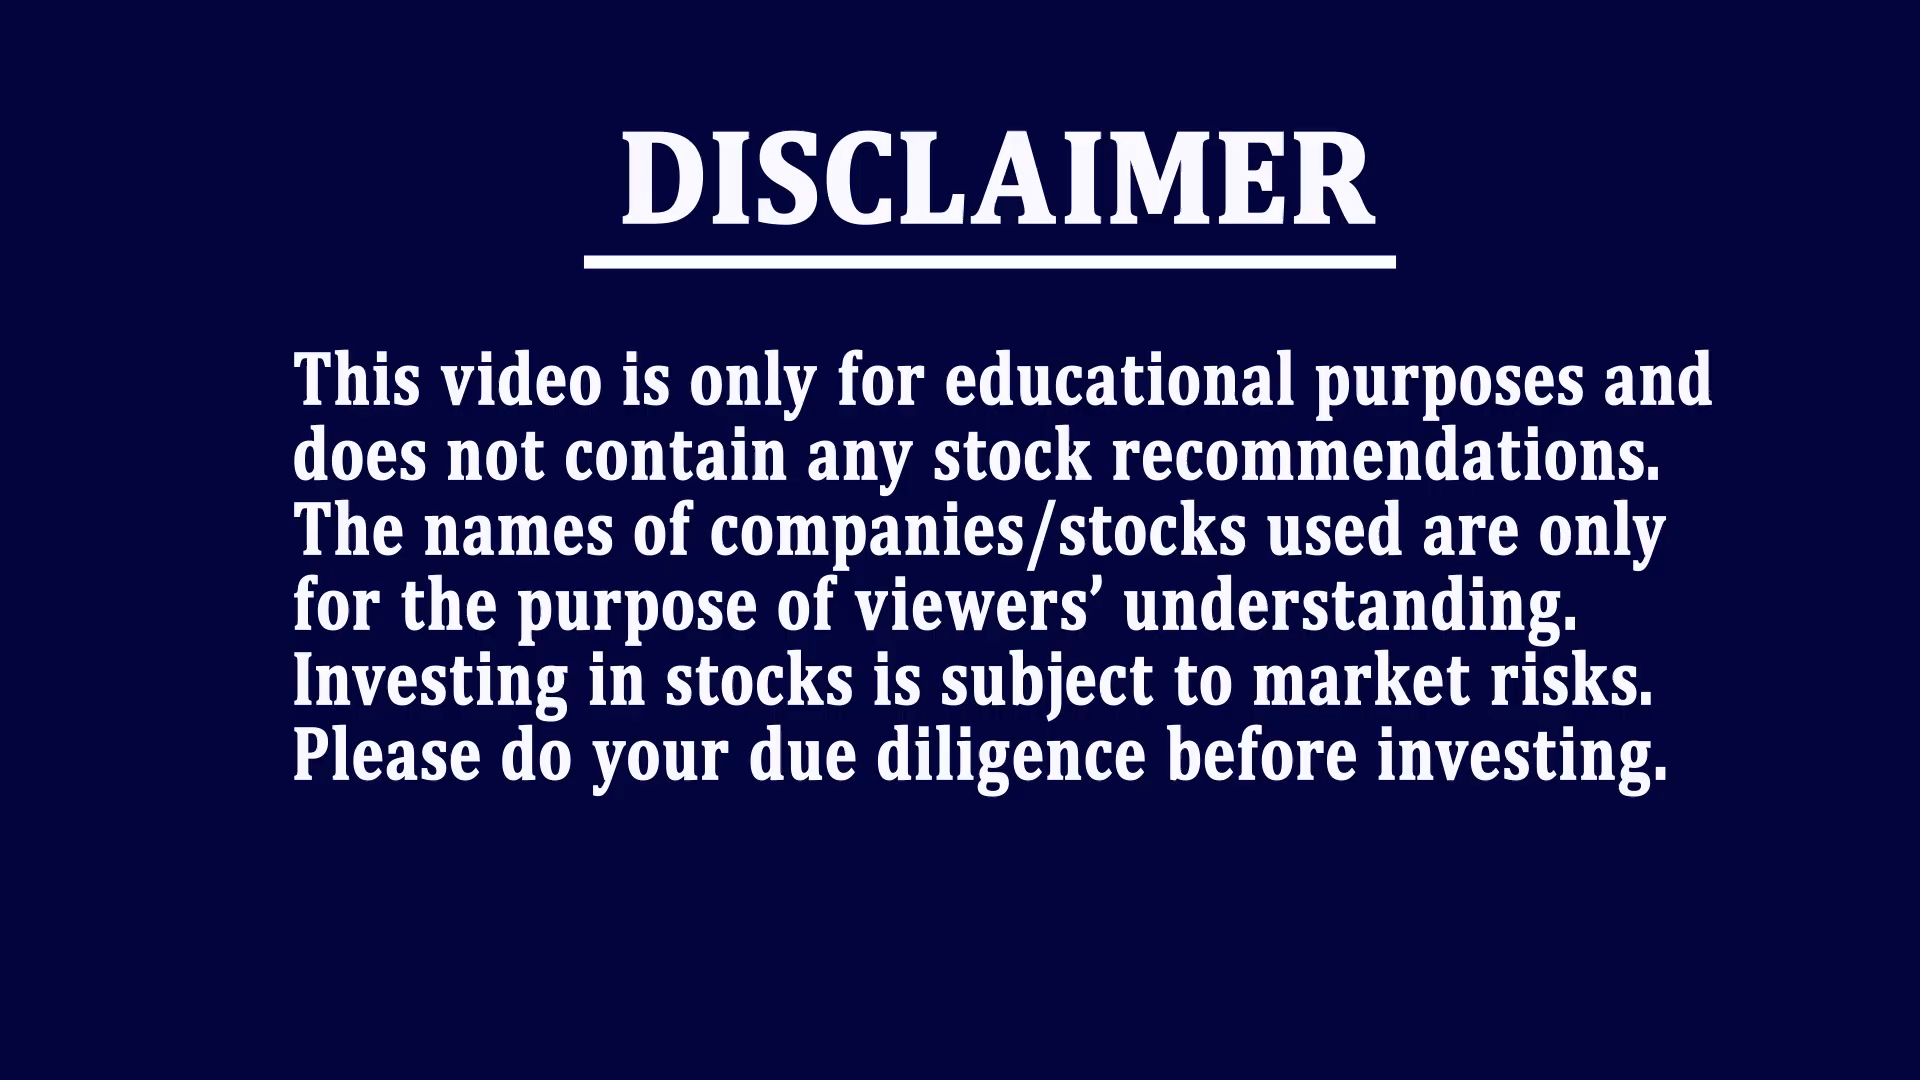 DISCLAIMER
This video is only for educational purposes and
does not contain any stock recommendations.
The names of companies/stocks used are only
for the purpose of viewers’ understanding.
Investing in stocks is subject to market risks.
Please do your due diligence before investing.